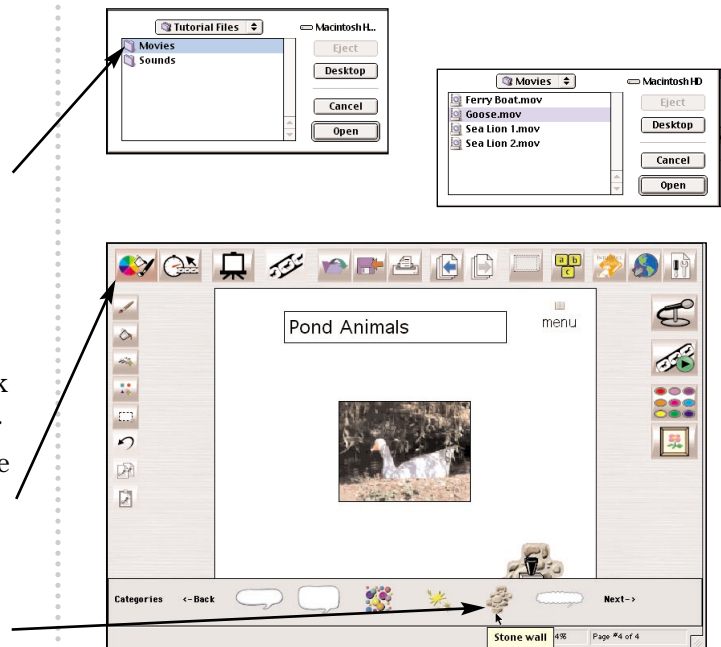 Tutorial Files
Macintosh H...
Movies
Sounds
Eject
Desktop
Cancel
Open
Movies
Macintosh HD
Ferry Boat.mov
Goose.mov
Sea Lion 1.mov
Sea Lion 2.mov
Eject
Desktop
Cancel
Open
a b
c
Pond Animals
menu
e
Categories <-Back Next->
Stone wall 4% Page #4 of 4